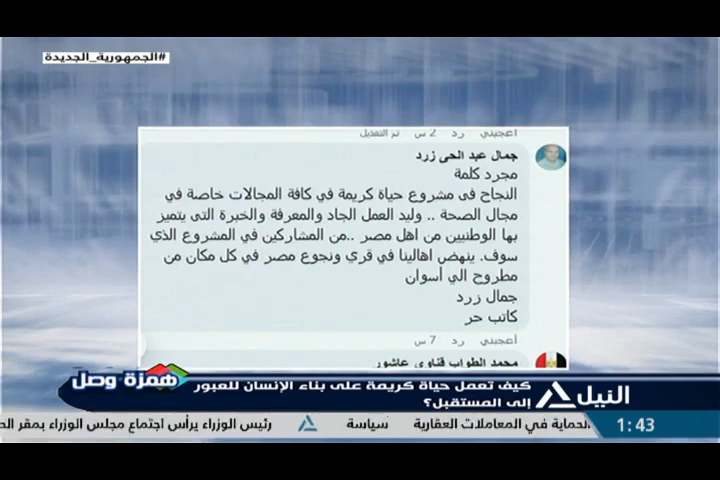 #الجمهورية_الجديدة
أعجبني رد 2 س تم التعديل
جمال عبد الحى زرد
مجرد كلمة
النجاح فى مشروع حياة كريمة في كافة المجالات خاصة في
مجال الصحة .. وليد العمل الجاد والمعرفة والخبرة التى يتميز
بها الوطنيين من اهل مصر ..من المشاركين في المشروع الذي
سوف. ينهض اهالينا في قري ونجوع مصر في كل مكان من
مطروح الي أسوان
جمال زرد
كاتب حر
أعجبني رد 7 س
محمد الطواب قناوى عاشور
همزة وصل
كيف تعمل حياة كريمة على بناء الإنسان للعبور
إلى المستقبل؟
النيل
الحماية في المعاملات العقارية سياسة رئيس الوزراء يرأس اجتماع مجلس الوزراء بمقر
1:43